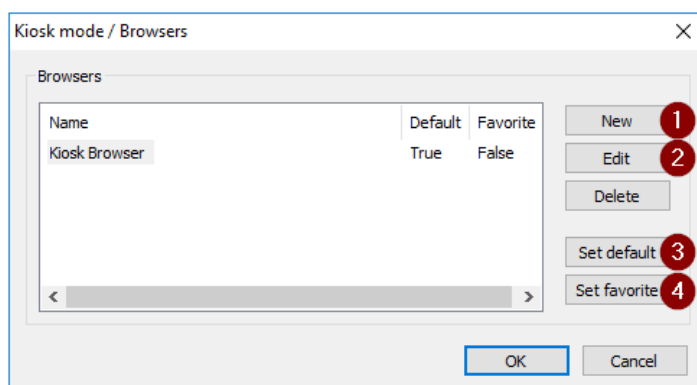 Kiosk mode / Browsers
Browsers
Name Default Favorite
Kiosk Browser True False
New 1
Edit 2
Delete
Set default 3
Set favorite 4
OK Cancel